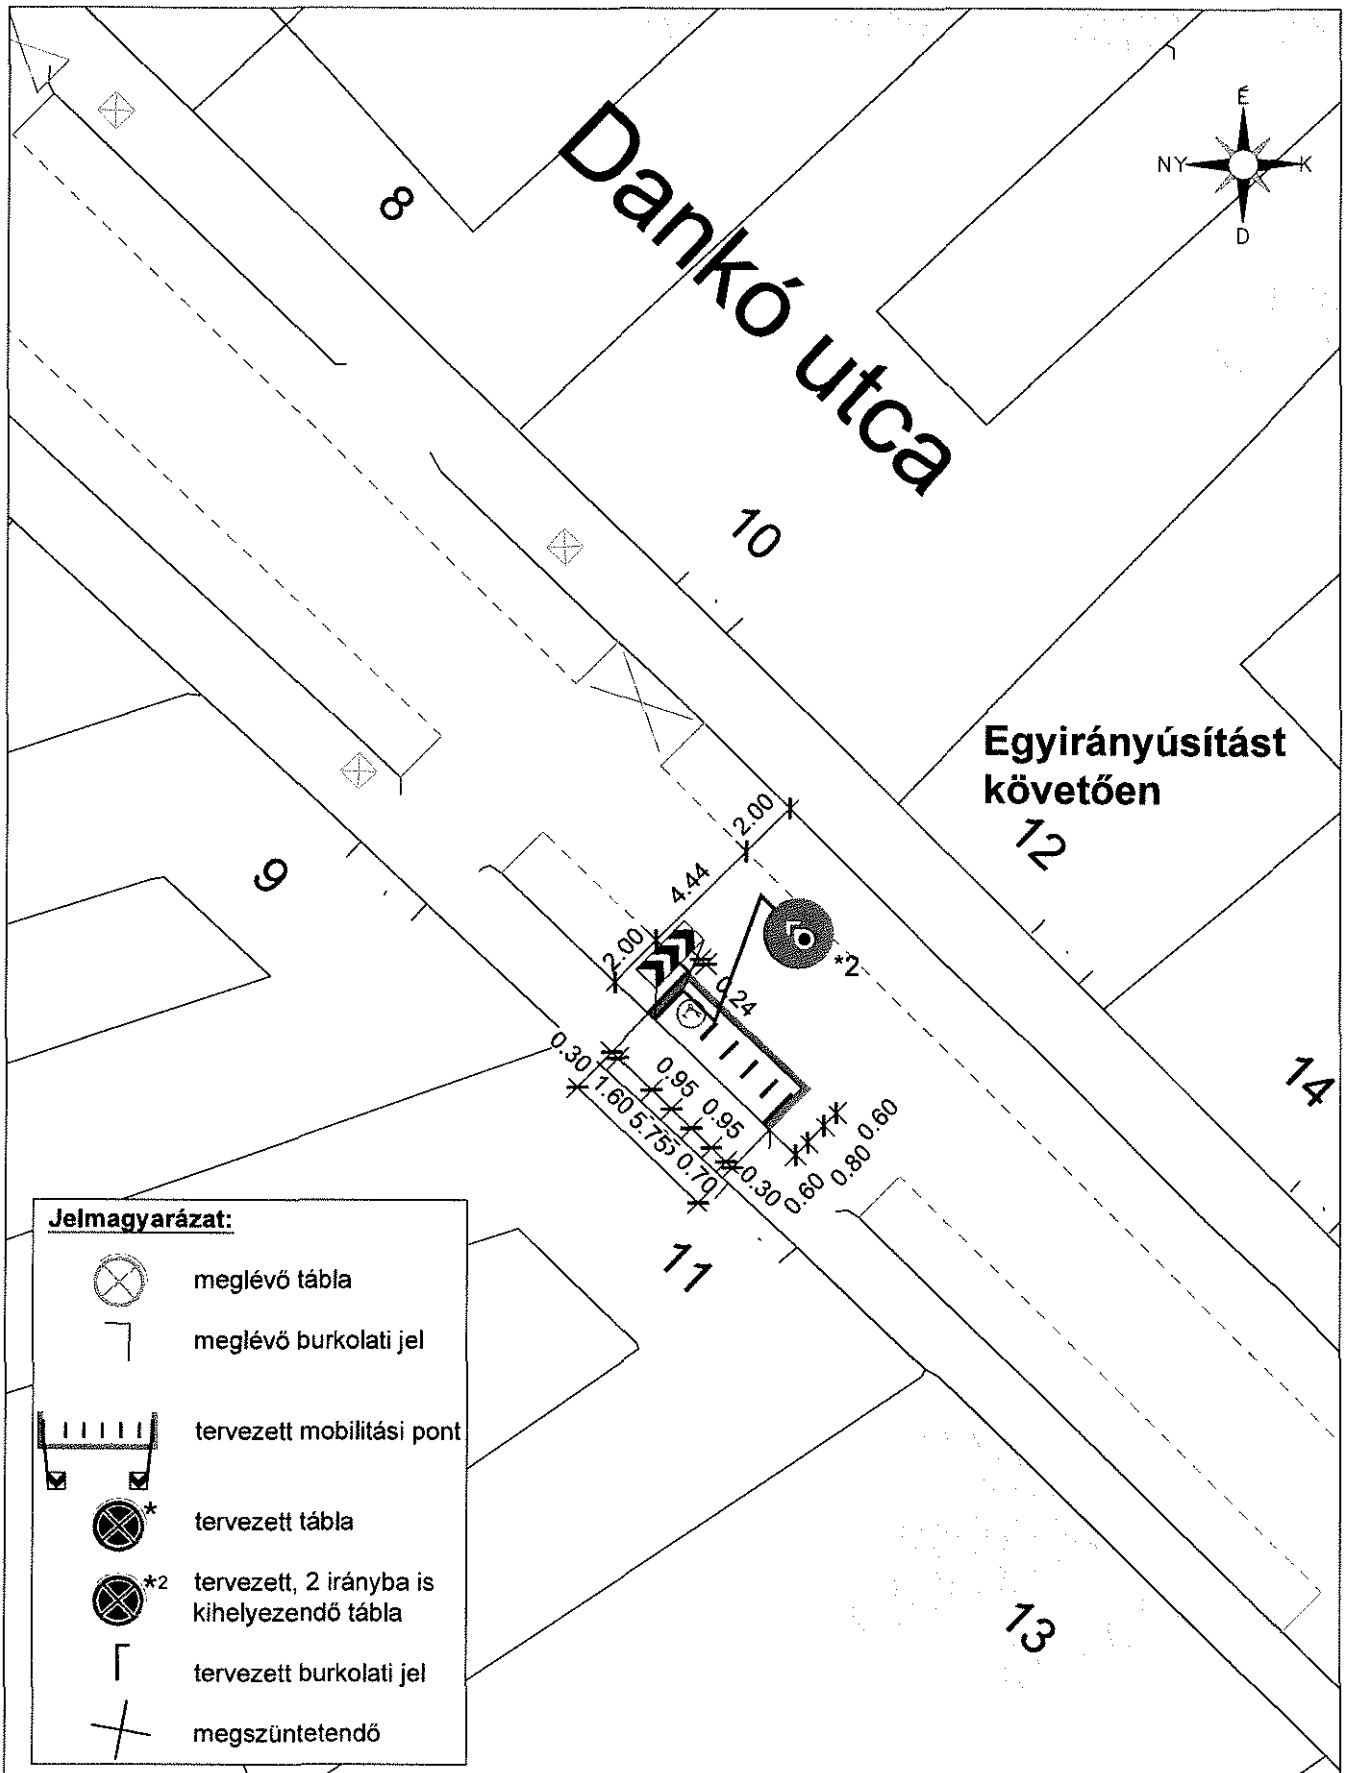 É
NY
K
D
8
Dankó utca
10
Egyirányúsítást
követően
12
2.00
4.44
2.00
9
*2
0.24
0.30
1.60
5.75
0.95
0.95
0.70
0.30
0.60
0.80
0.60
14
11
13
Jelmagyarázat:
meglévő tábla
meglévő burkolati jel
tervezett mobilitási pont
* tervezett tábla
*2 tervezett, 2 irányba is
kihelyezendő tábla
tervezett burkolati jel
megszüntetendő